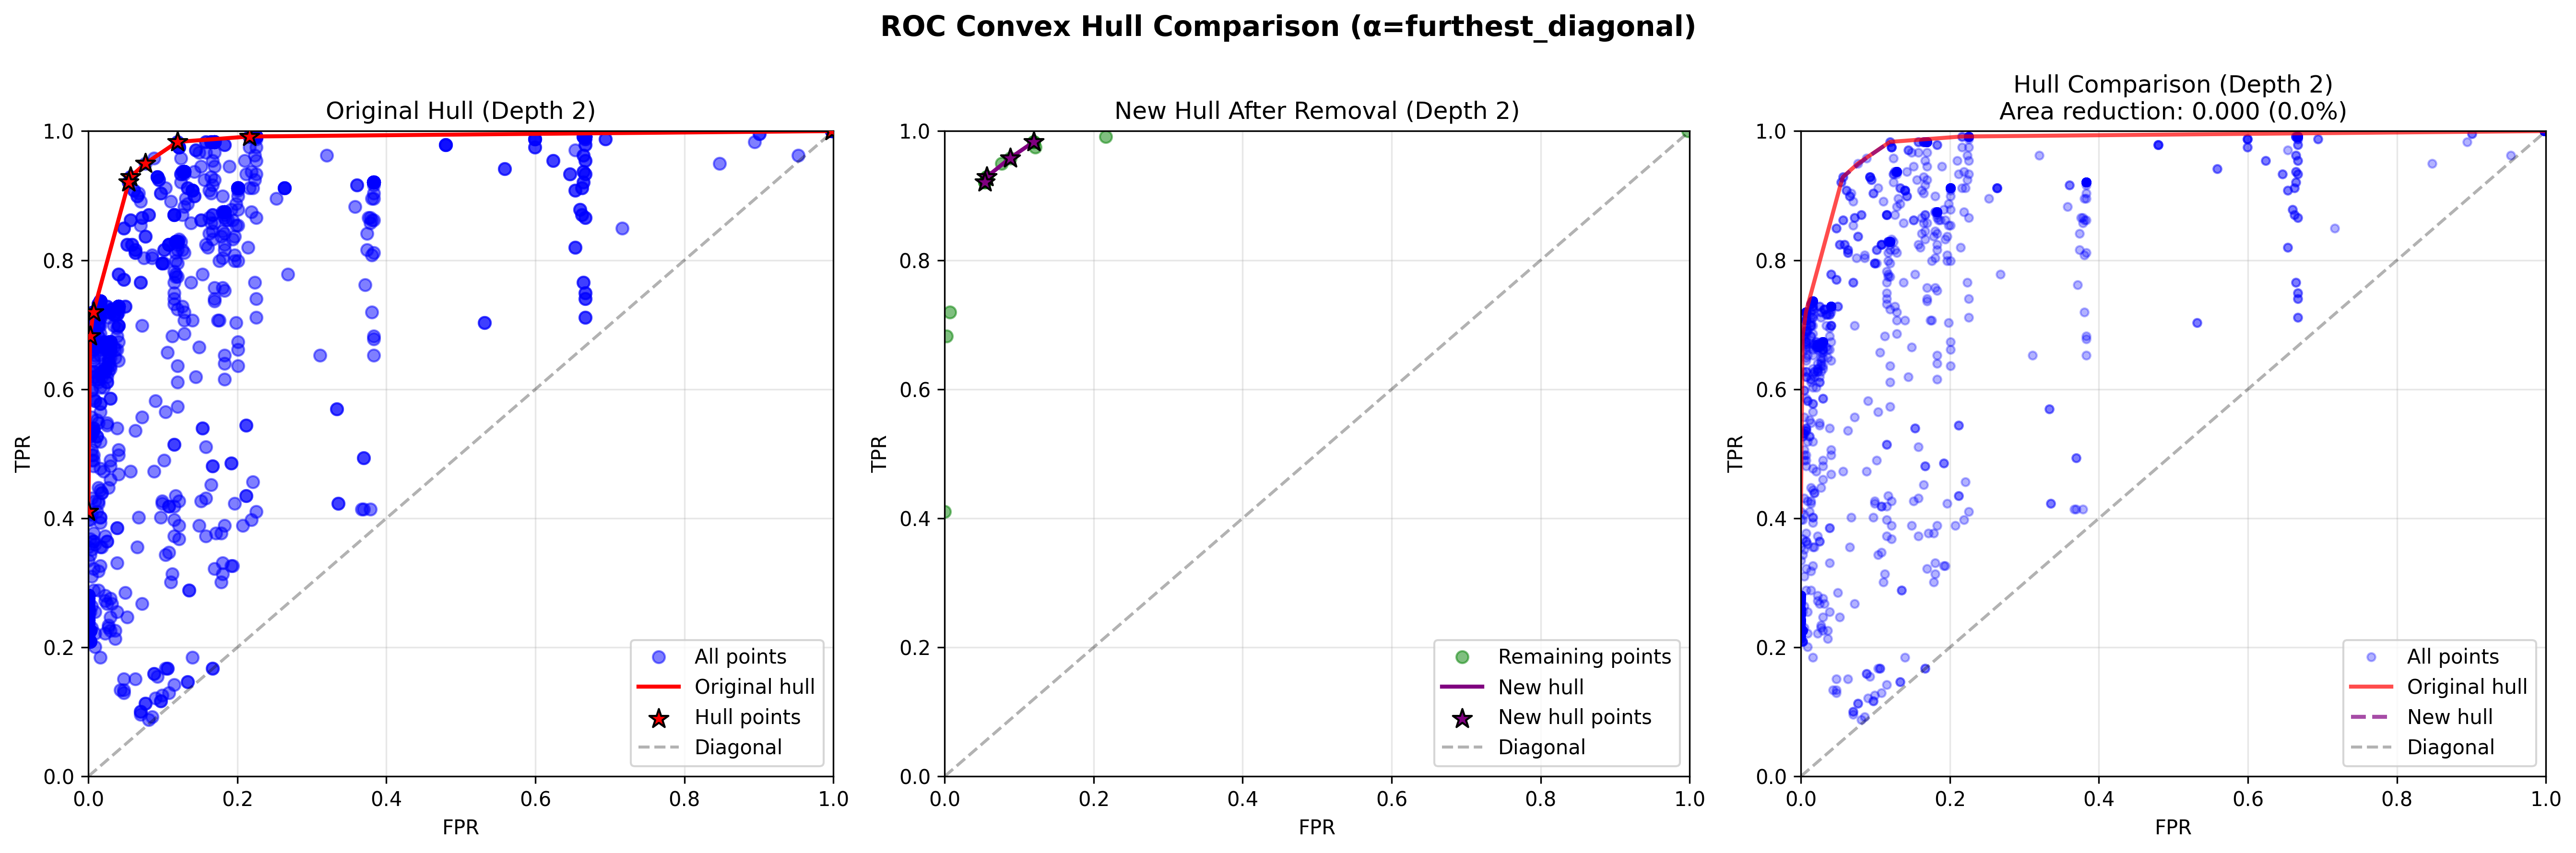 ROC Convex Hull Comparison (α=furthest_diagonal)
Original Hull (Depth 2)
1.0
0.8
0.6
0.4
0.2
0.0
TPR
0.0
0.2
0.4
0.6
0.8
1.0
FPR
All points
Original hull
Hull points
Diagonal
New Hull After Removal (Depth 2)
1.0
0.8
0.6
0.4
0.2
0.0
TPR
0.0
0.2
0.4
0.6
0.8
1.0
FPR
Remaining points
New hull
New hull points
Diagonal
Hull Comparison (Depth 2)
Area reduction: 0.000 (0.0%)
1.0
0.8
0.6
0.4
0.2
0.0
TPR
0.0
0.2
0.4
0.6
0.8
1.0
FPR
All points
Original hull
New hull
Diagonal